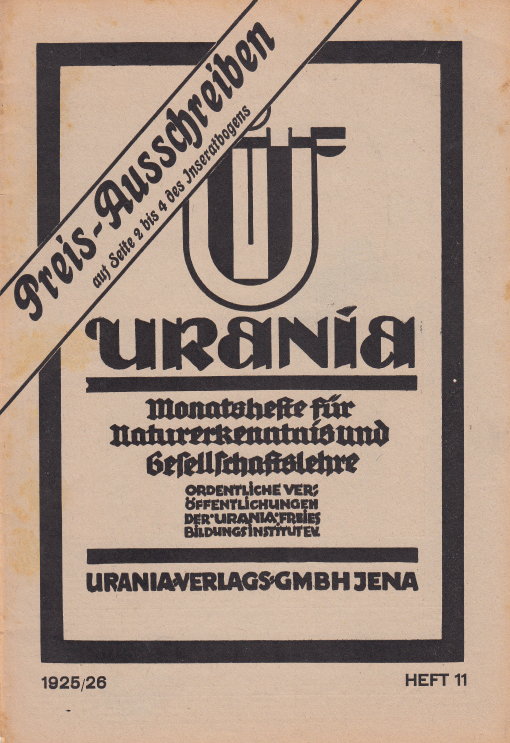 Preis-Ausschreiben
auf Seite 2 bis 4 des Inseratbogens
URANIA
Monatshefte für
Naturerkenntnis und
Gesellschaftslehre
ORDENTLICHE VER=
ÖFFENTLICHUNGEN
DER URANIA FREIES
BILDUNGSINSTITUT E.V.
URANIA-VERLAGS-GMBH JENA
1925/26
HEFT 11